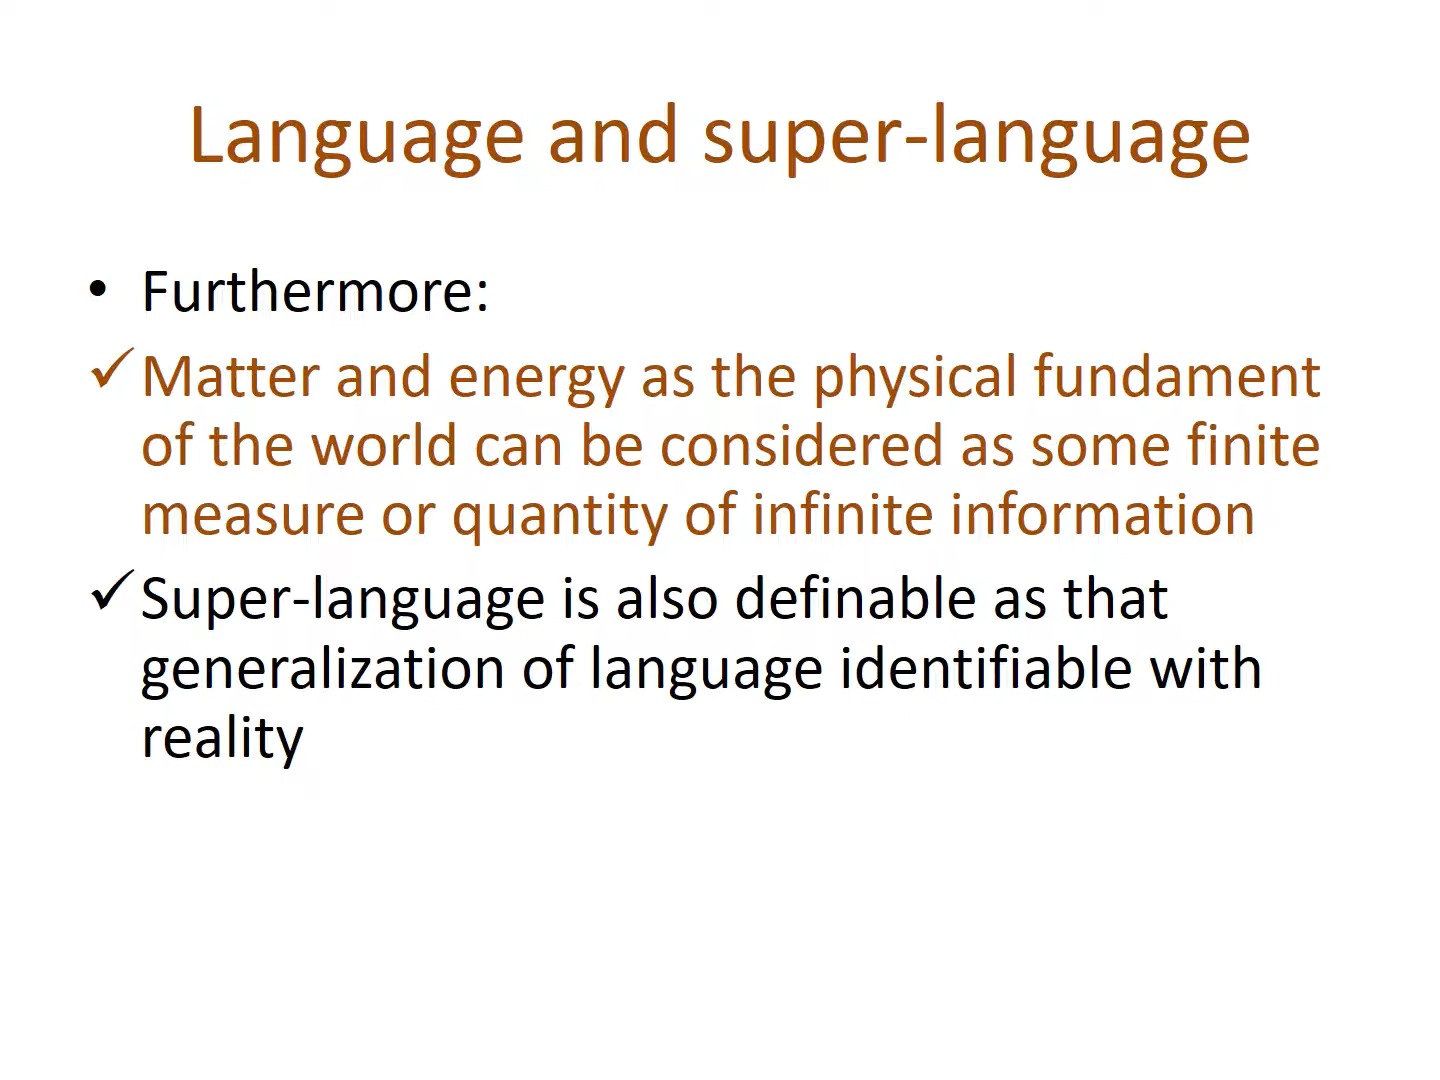 Language and super-language
• Furthermore:
✓ Matter and energy as the physical fundament
of the world can be considered as some finite
measure or quantity of infinite information
✓ Super-language is also definable as that
generalization of language identifiable with
reality